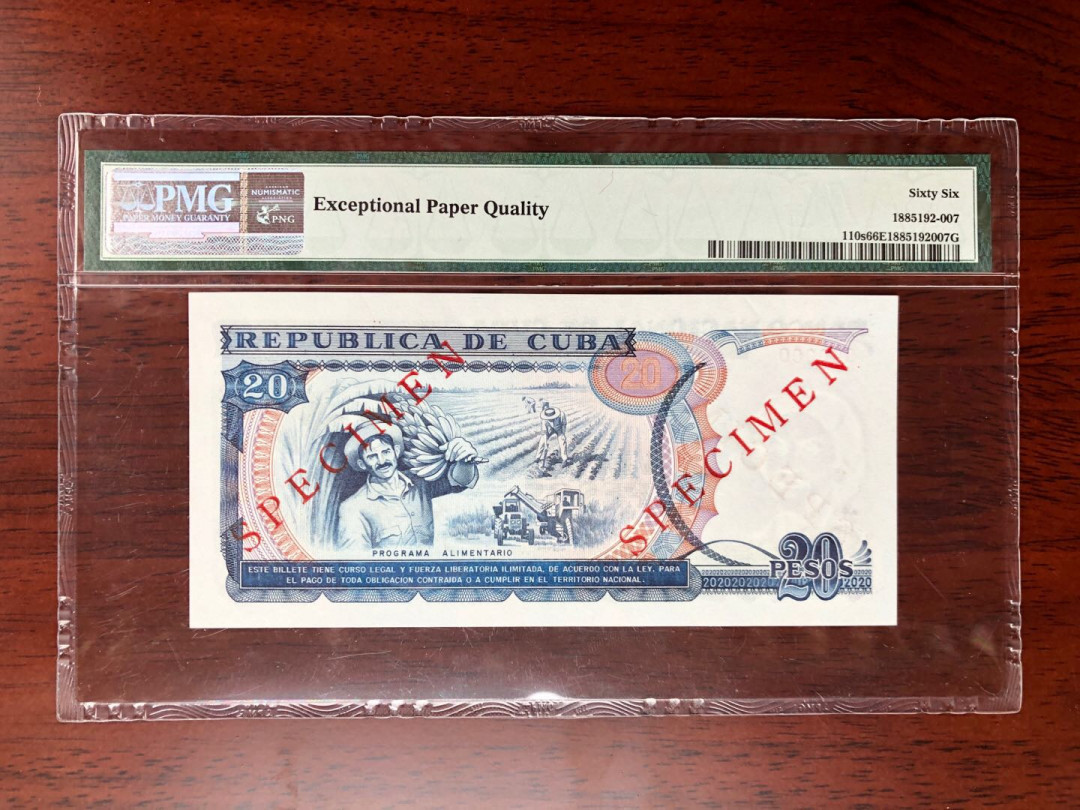 PMG
PAPER MONEY GUARANTY
NUMISMATIC
PNG
Exceptional Paper Quality
Sixty Six
1885192-007
110s66E1885192007G
REPUBLICA DE CUBA
20
20
SPECIMEN
SPECIMEN
PROGRAMA ALIMENTARIO
ESTE BILLETE TIENE CURSO LEGAL Y FUERZA LIBERATORIA ILIMITADA, DE ACUERDO CON LA LEY, PARA
EL PAGO DE TODA OBLIGACION CONTRAIDA O A CUMPLIR EN EL TERRITORIO NACIONAL.
20
PESOS
20202020202020
2020